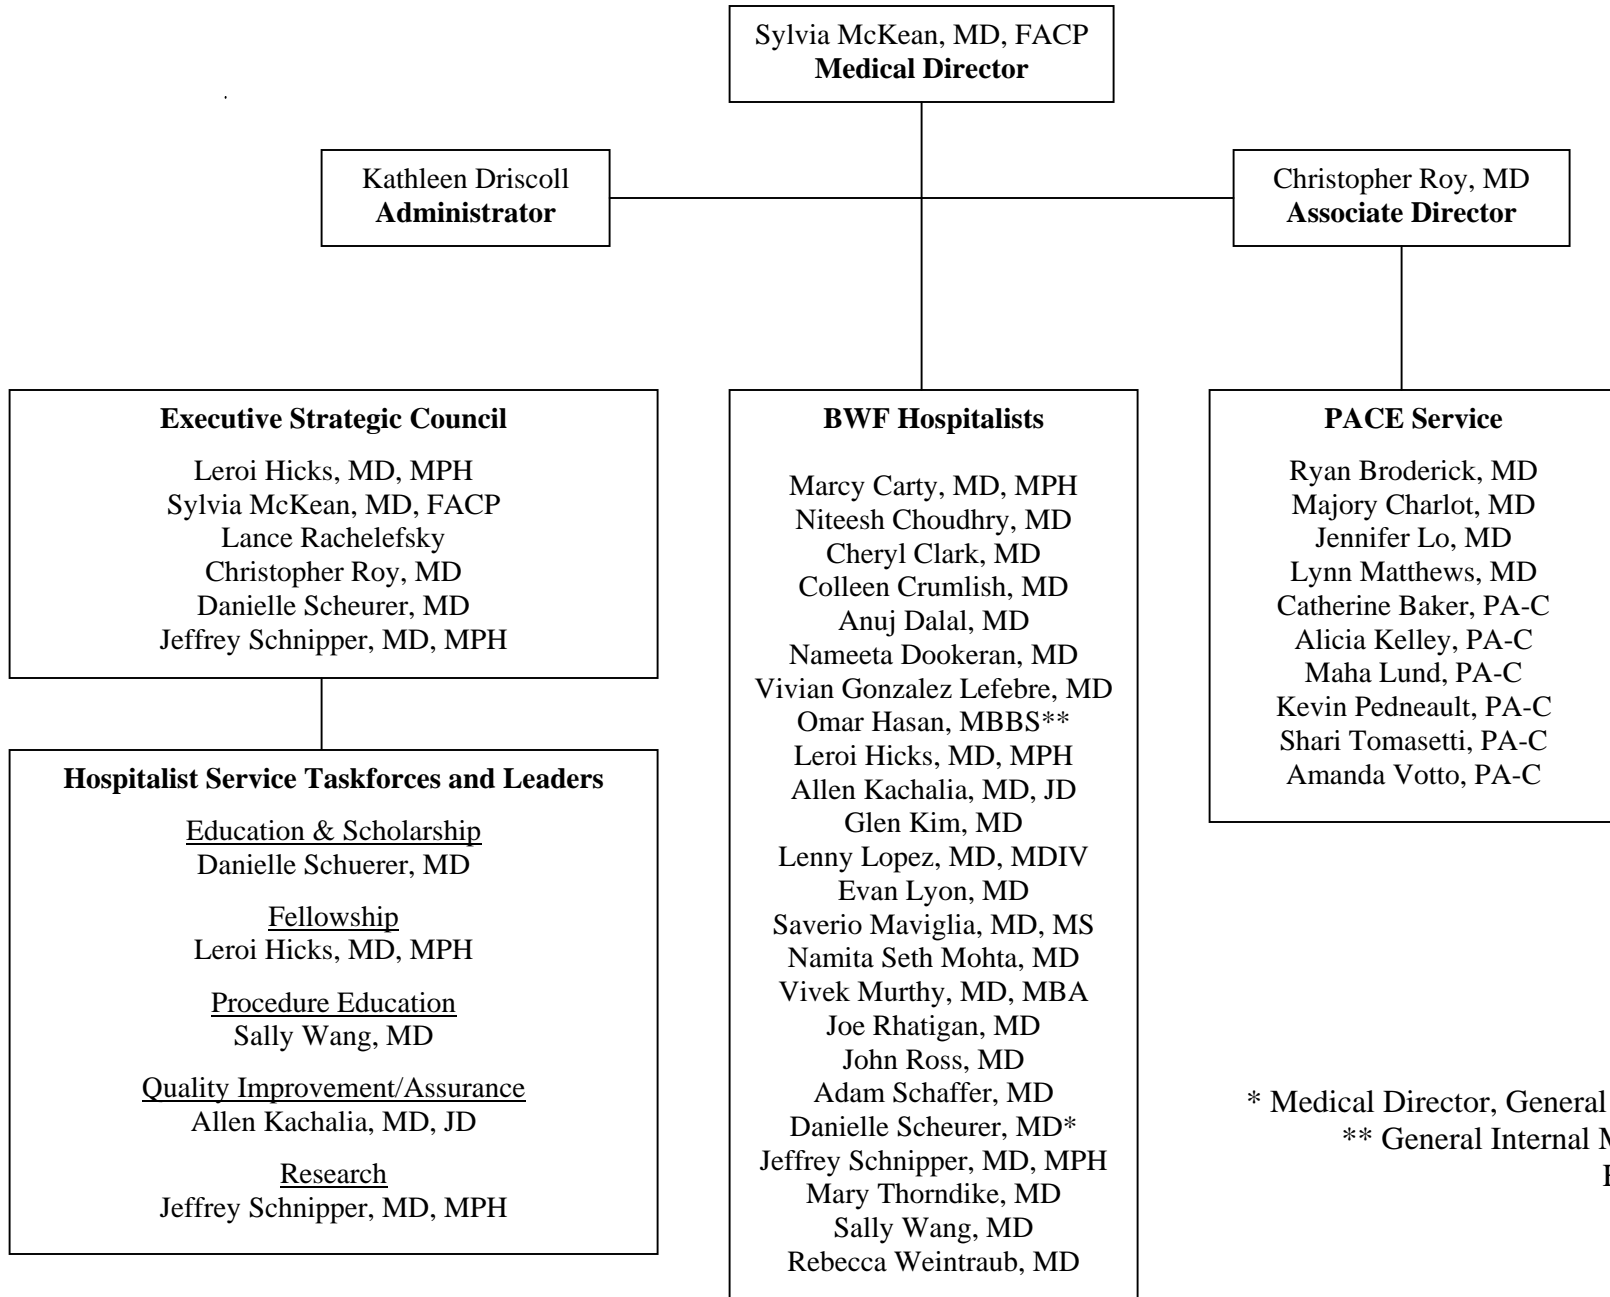 Sylvia McKean, MD, FACP
Medical Director
Kathleen Driscoll
Administrator
Christopher Roy, MD
Associate Director
Executive Strategic Council
Leroi Hicks, MD, MPH
Sylvia McKean, MD, FACP
Lance Rachelefsky
Christopher Roy, MD
Danielle Scheurer, MD
Jeffrey Schnipper, MD, MPH
Hospitalist Service Taskforces and Leaders
Education & Scholarship
Danielle Schuerer, MD
Fellowship
Leroi Hicks, MD, MPH
Procedure Education
Sally Wang, MD
Quality Improvement/Assurance
Allen Kachalia, MD, JD
Research
Jeffrey Schnipper, MD, MPH
BWF Hospitalists
Marcy Carty, MD, MPH
Niteesh Choudhry, MD
Cheryl Clark, MD
Colleen Crumlish, MD
Anuj Dalal, MD
Nameeta Dookeran, MD
Vivian Gonzalez Lefebre, MD
Omar Hasan, MBBS**
Leroi Hicks, MD, MPH
Allen Kachalia, MD, JD
Glen Kim, MD
Lenny Lopez, MD, MDIV
Evan Lyon, MD
Saverio Maviglia, MD, MS
Namita Seth Mohta, MD
Vivek Murthy, MD, MBA
Joe Rhatigan, MD
John Ross, MD
Adam Schaffer, MD
Danielle Scheurer, MD*
Jeffrey Schnipper, MD, MPH
Mary Thorndike, MD
Sally Wang, MD
Rebecca Weintraub, MD
PACE Service
Ryan Broderick, MD
Majory Charlot, MD
Jennifer Lo, MD
Lynn Matthews, MD
Catherine Baker, PA-C
Alicia Kelley, PA-C
Maha Lund, PA-C
Kevin Pedneault, PA-C
Shari Tomasetti, PA-C
Amanda Votto, PA-C
* Medical Director, General
** General Internal